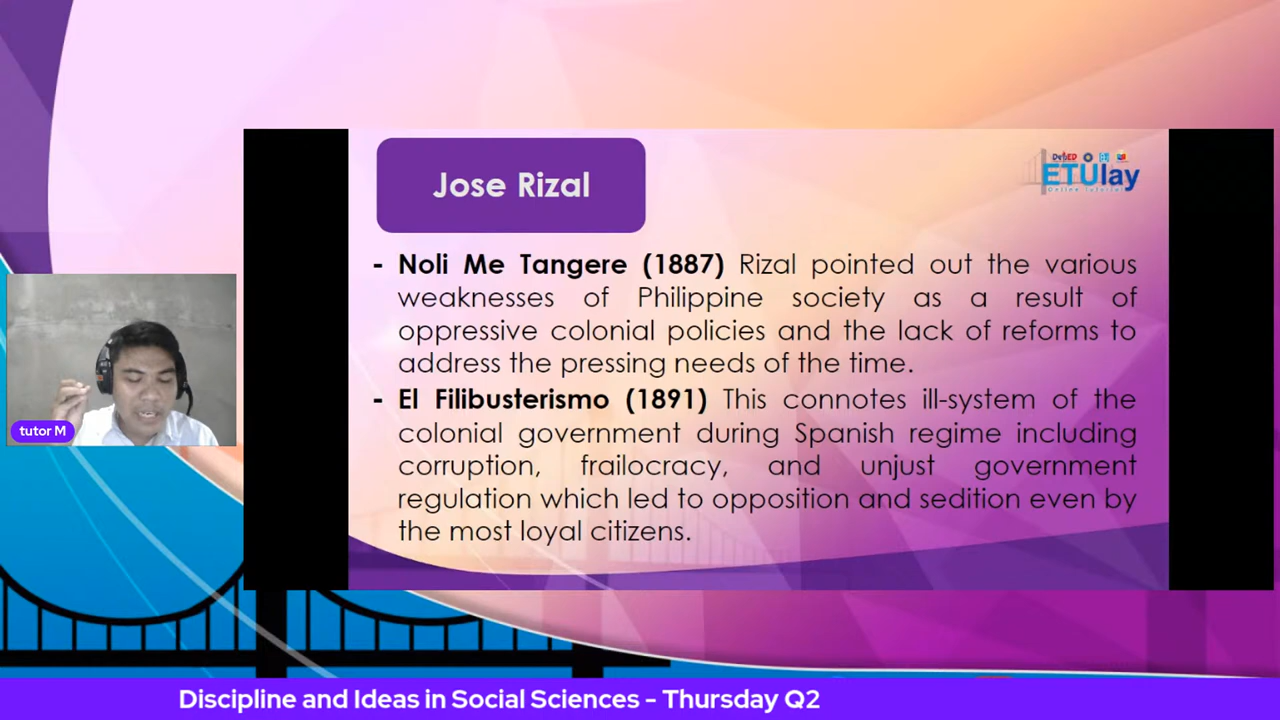 Jose Rizal
DepED
ETUlay
- Noli Me Tangere (1887) Rizal pointed out the various
weaknesses of Philippine society as a result of
oppressive colonial policies and the lack of reforms to
address the pressing needs of the time.
- El Filibusterismo (1891) This connotes ill-system of the
colonial government during Spanish regime including
corruption, frailocracy, and unjust government
regulation which led to opposition and sedition even by
the most loyal citizens.
tutor M
Discipline and Ideas in Social Sciences - Thursday Q2